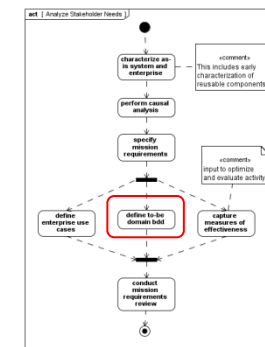 act [ Analyze Stakeholder Needs ]
characterize as-
is system and
enterprise
«comment»
This includes early
characterization of
reusable components
perform causal
analysis
specify
mission
requirements
«comment»
input to optimize
and evaluate activity
define
enterprise use
cases
define to-be
domain bdd
capture
measures of
effectiveness
conduct
mission
requirements
review